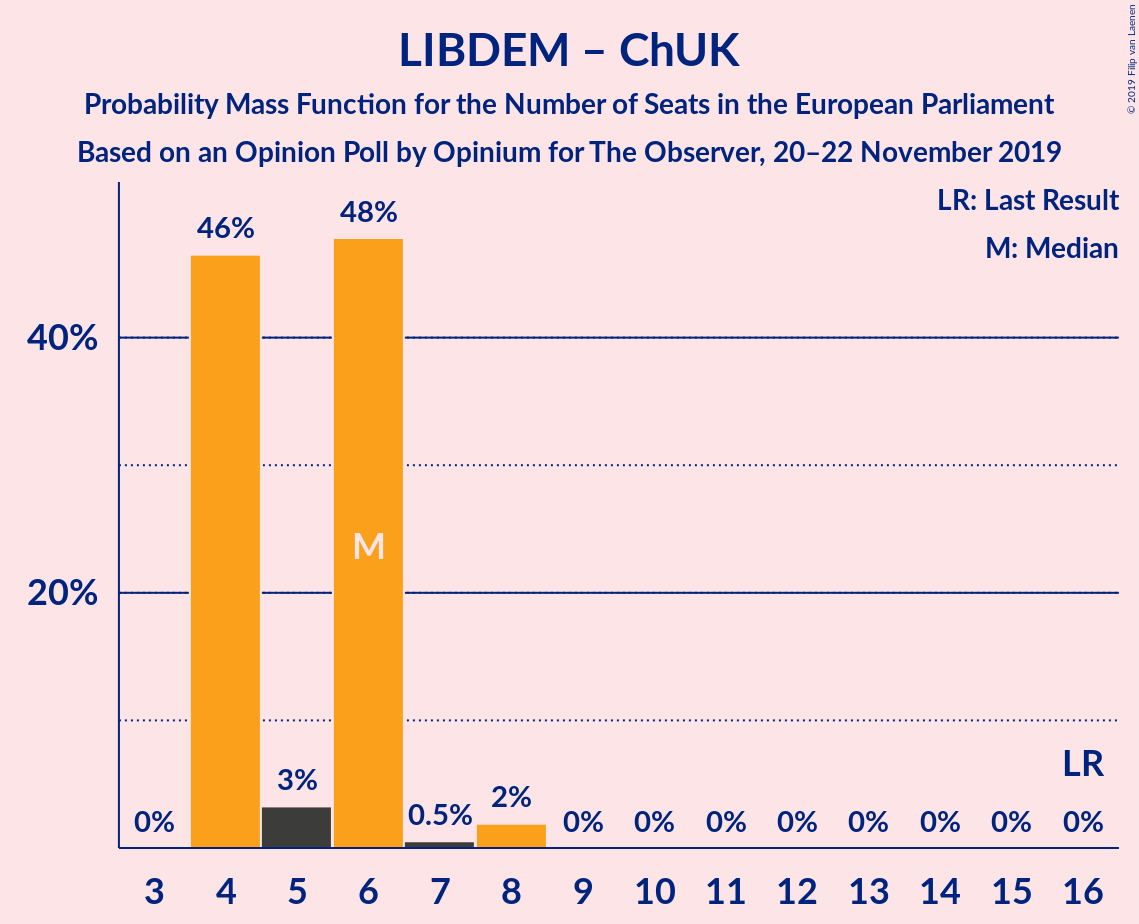 LIBDEM – ChUK
Probability Mass Function for the Number of Seats in the European Parliament
Based on an Opinion Poll by Opinium for The Observer, 20–22 November 2019
© 2019 Filip van Laenen
LR: Last Result
M: Median
40%
20%
0%
46%
3%
48%
0.5%
2%
0%
0%
0%
0%
0%
0%
0%
0%
M
LR
3 4 5 6 7 8 9 10 11 12 13 14 15 16